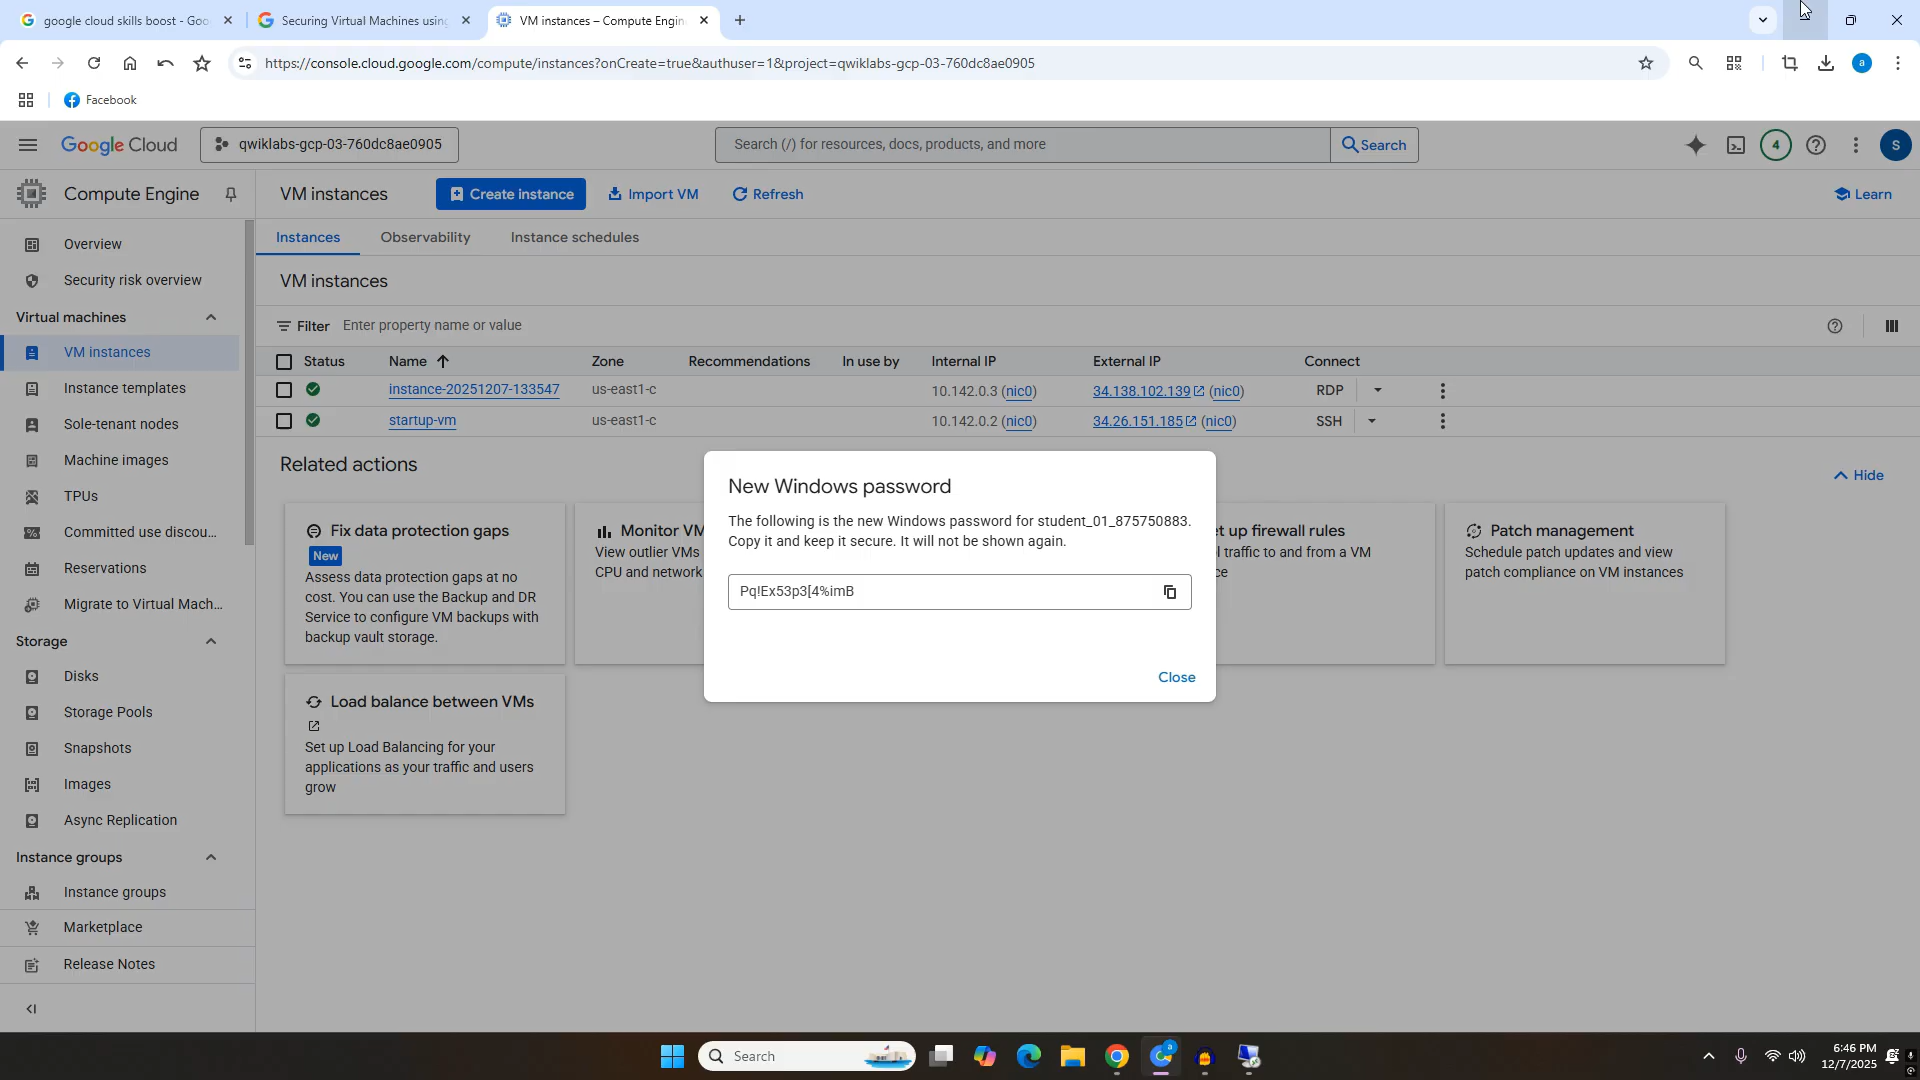 google cloud skills boost - Goo
Securing Virtual Machines using
VM instances – Compute Engin
https://console.cloud.google.com/compute/instances?onCreate=true&authuser=1&project=qwiklabs-gcp-03-760dc8ae0905
a
Facebook
Google Cloud
qwiklabs-gcp-03-760dc8ae0905
Search (/) for resources, docs, products, and more
Search
4
S
Compute Engine
VM instances
Create instance
Import VM
Refresh
Learn
Overview
Security risk overview
Virtual machines
VM instances
Instance templates
Sole-tenant nodes
Machine images
TPUs
Committed use discou...
Reservations
Migrate to Virtual Mach...
Storage
Disks
Storage Pools
Snapshots
Images
Async Replication
Instance groups
Instance groups
Marketplace
Release Notes
Instances Observability Instance schedules
VM instances
Filter Enter property name or value
Status Name Zone Recommendations In use by Internal IP External IP Connect
instance-20251207-133547 us-east1-c 10.142.0.3 (nic0) 34.138.102.139 (nic0) RDP
startup-vm us-east1-c 10.142.0.2 (nic0) 34.26.151.185 (nic0) SSH
Related actions
Hide
Fix data protection gaps
New
Assess data protection gaps at no
cost. You can use the Backup and DR
Service to configure VM backups with
backup vault storage.
Monitor VM
View outlier VMs
CPU and network
et up firewall rules
l traffic to and from a VM
ce
Patch management
Schedule patch updates and view
patch compliance on VM instances
Load balance between VMs
Set up Load Balancing for your
applications as your traffic and users
grow
New Windows password
The following is the new Windows password for student_01_875750883.
Copy it and keep it secure. It will not be shown again.
Pq!Ex53p3[4%imB
Close
Search
6:46 PM
12/7/2025